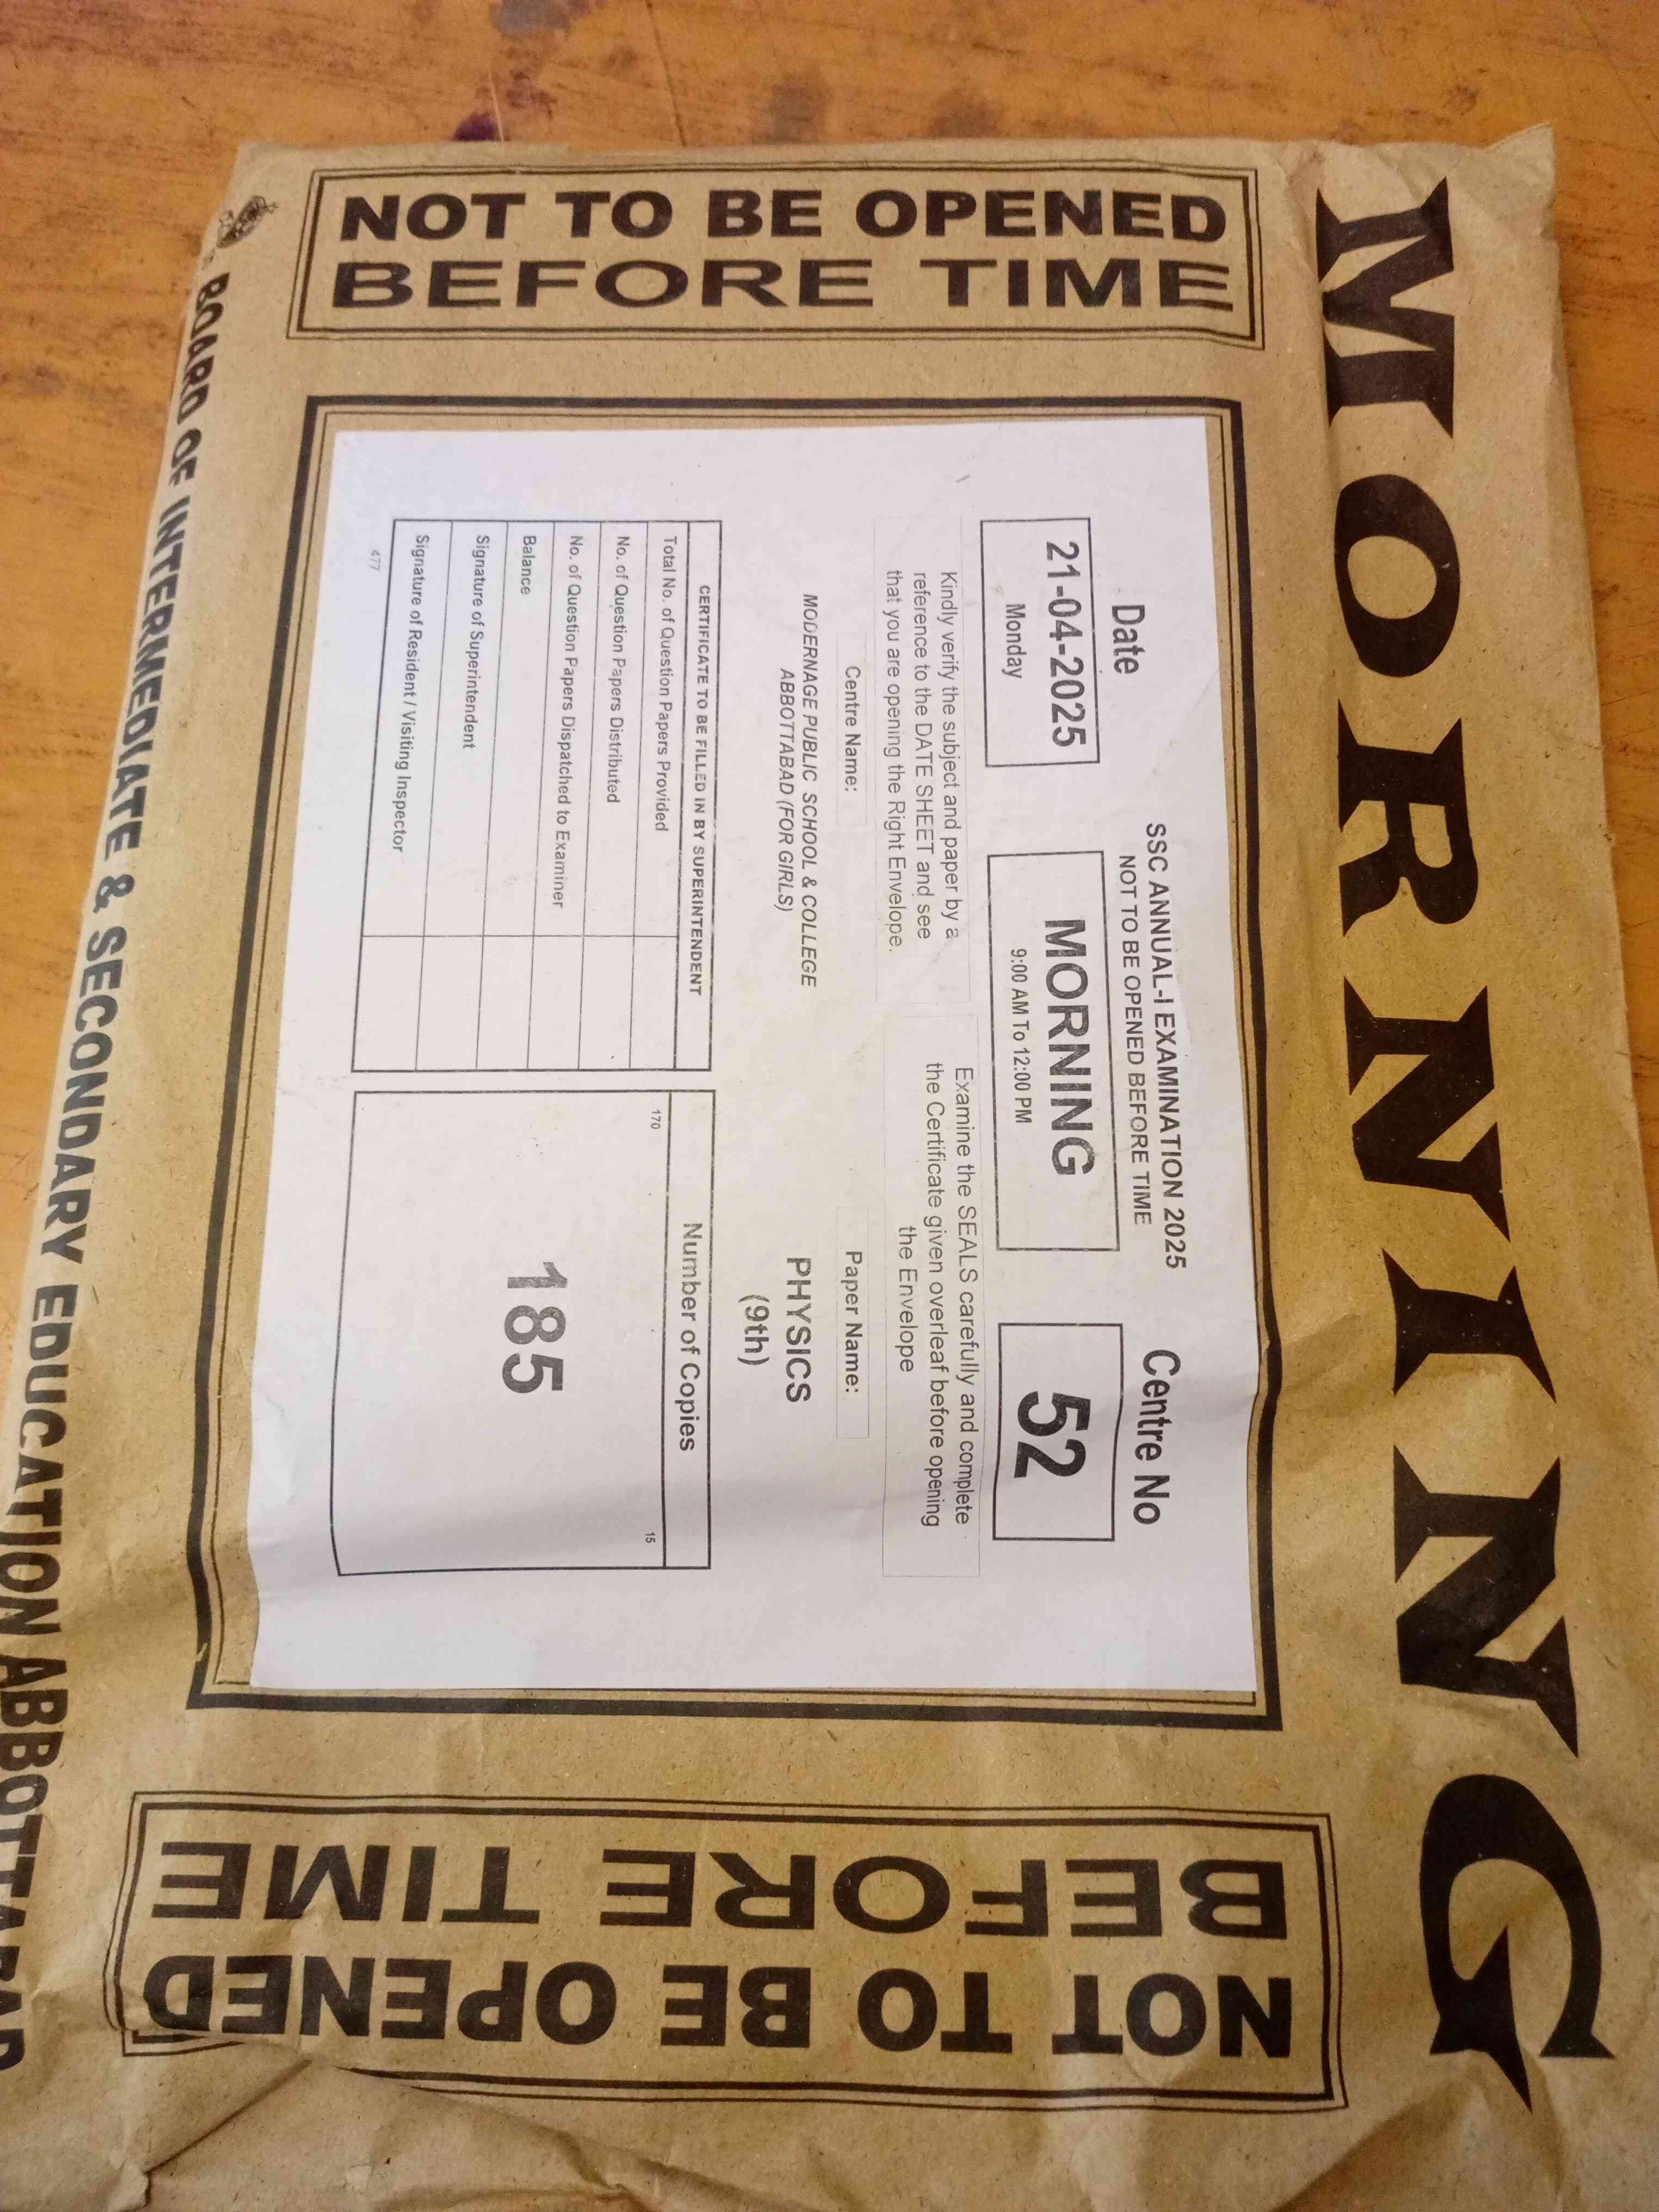 MORNING
NOT TO BE OPENED
BEFORE TIME
Date
21-04-2025
Monday
SSC ANNUAL-I EXAMINATION 2025
NOT TO BE OPENED BEFORE TIME
MORNING
9:00 AM To 12:00 PM
Centre No
52
Kindly verify the subject and paper by a
reference to the DATE SHEET and see
that you are opening the Right Envelope.
Examine the SEALS carefully and complete
the Certificate given overleaf before opening
the Envelope
Centre Name:
MODERNAGE PUBLIC SCHOOL & COLLEGE
ABBOTTABAD (FOR GIRLS)
Paper Name:
PHYSICS
(9th)
CERTIFICATE TO BE FILLED IN BY SUPERINTENDENT
Total No. of Question Papers Provided
No. of Question Papers Distributed
No. of Question Papers Dispatched to Examiner
Balance
Signature of Superintendent
Signature of Resident / Visiting Inspector
477
Number of Copies
170 15
185
NOT TO BE OPENED
BEFORE TIME
BOARD OF INTERMEDIATE & SECONDARY EDUCATION ABBOTTABAD